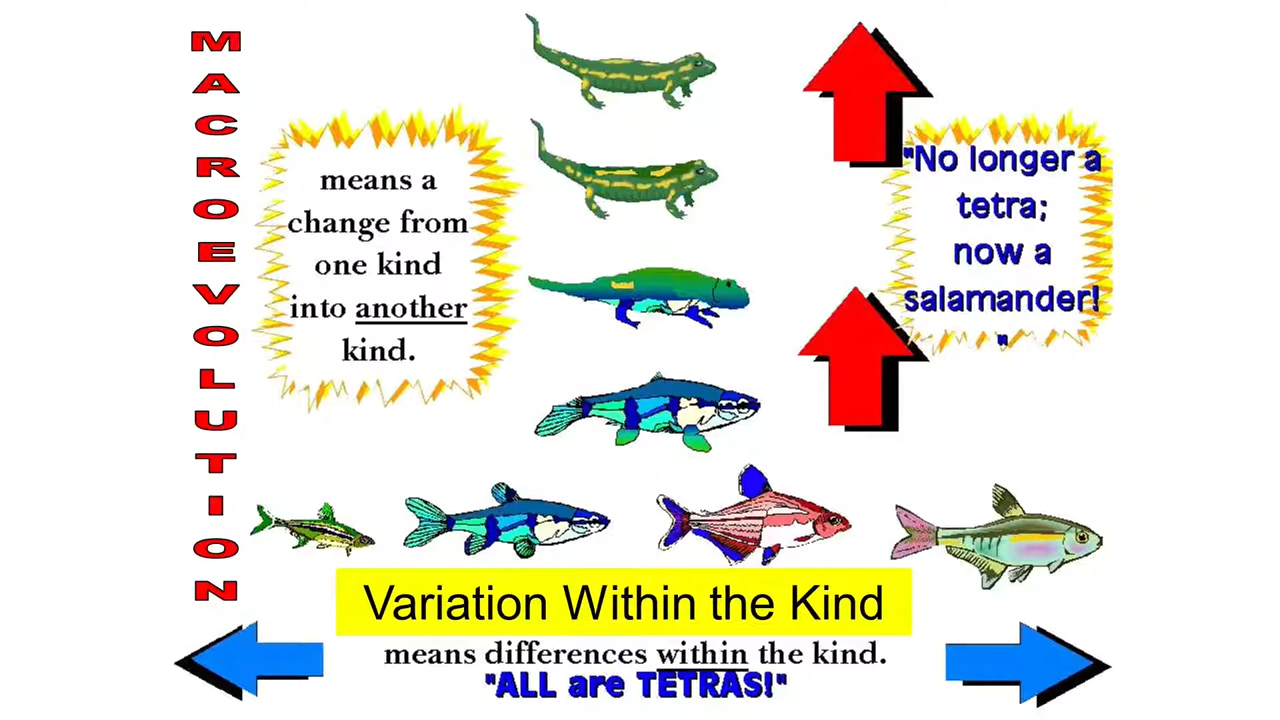 MACROEVOLUTION
means a
change from
one kind
into another
kind.
"No longer a
tetra;
now a
salamander!
"
Variation Within the Kind
means differences within the kind.
"ALL are TETRAS!"